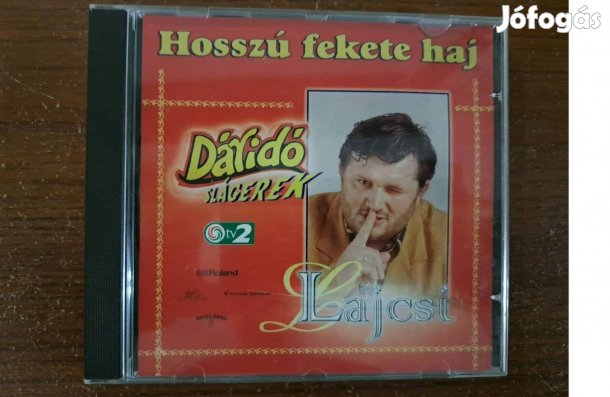 Jófogás
Hosszú fekete haj
Dáridó
SLÁGEREK
tv2
Roland
Lajcsi